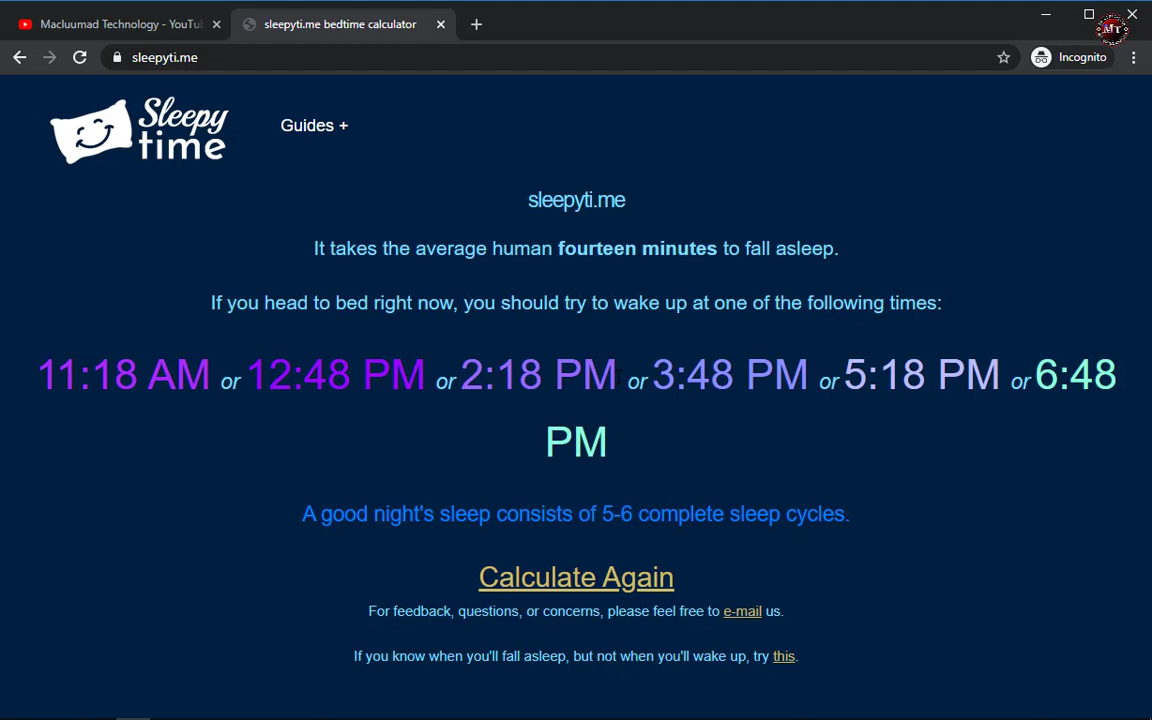 Macluumad Technology - YouTu
sleepyti.me bedtime calculator
MT
sleepyti.me
Incognito
Sleepy
time
Guides +
sleepyti.me
It takes the average human fourteen minutes to fall asleep.
If you head to bed right now, you should try to wake up at one of the following times:
11:18 AM or 12:48 PM or 2:18 PM or 3:48 PM or 5:18 PM or 6:48
PM
A good night's sleep consists of 5-6 complete sleep cycles.
Calculate Again
For feedback, questions, or concerns, please feel free to e-mail us.
If you know when you'll fall asleep, but not when you'll wake up, try this.